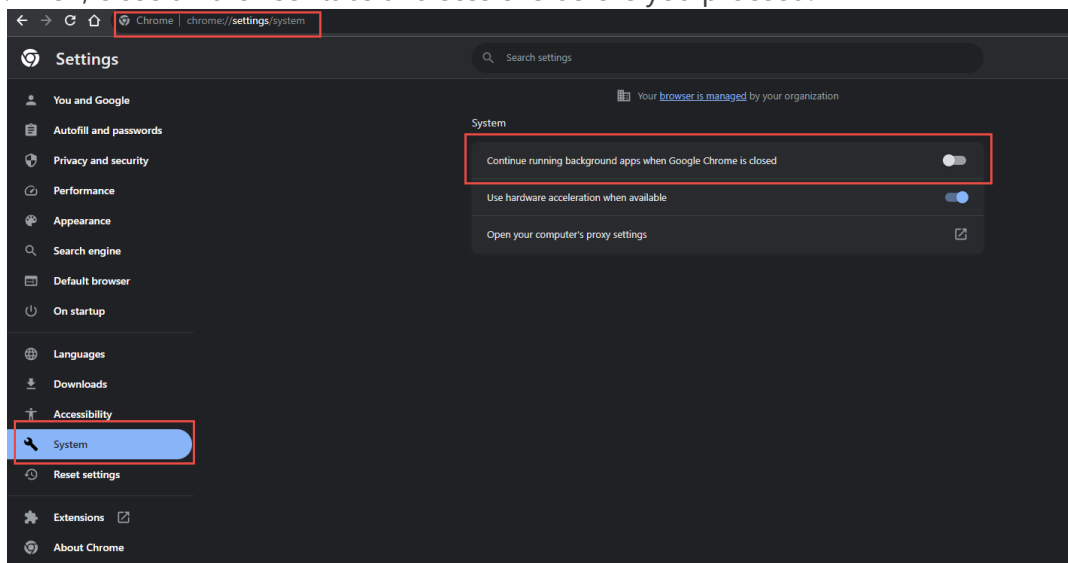 Chrome | chrome://settings/system
Settings
Search settings
Your browser is managed by your organization
You and Google
Autofill and passwords
Privacy and security
Performance
Appearance
Search engine
Default browser
On startup
Languages
Downloads
Accessibility
System
Reset settings
Extensions
About Chrome
System
Continue running background apps when Google Chrome is closed
Use hardware acceleration when available
Open your computer's proxy settings